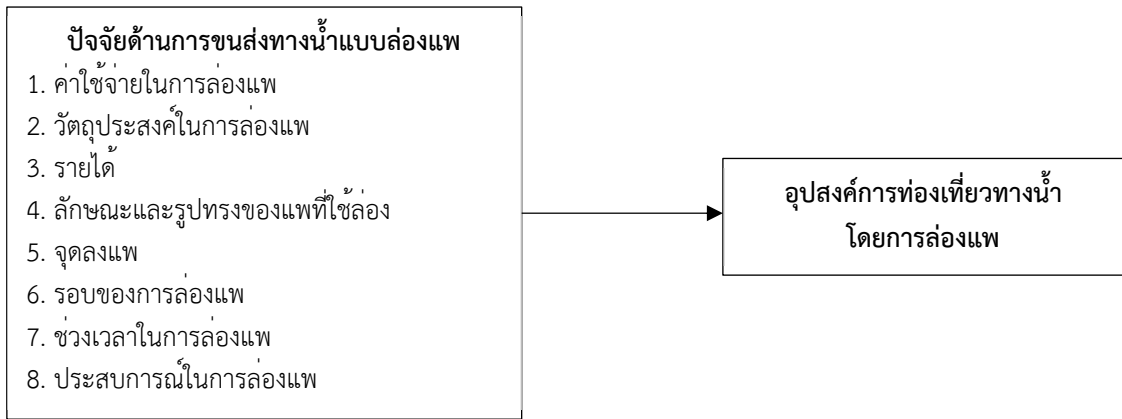 ปัจจัยด้านการขนส่งทางน้ำแบบล่องแพ
1. ค่าใช้จ่ายในการล่องแพ
2. วัตถุประสงค์ในการล่องแพ
3. รายได้
4. ลักษณะและรูปทรงของแพที่ใช้ล่อง
5. จุดลงแพ
6. รอบของการล่องแพ
7. ช่วงเวลาในการล่องแพ
8. ประสบการณ์ในการล่องแพ
อุปสงค์การท่องเที่ยวทางน้ำ
โดยการล่องแพ